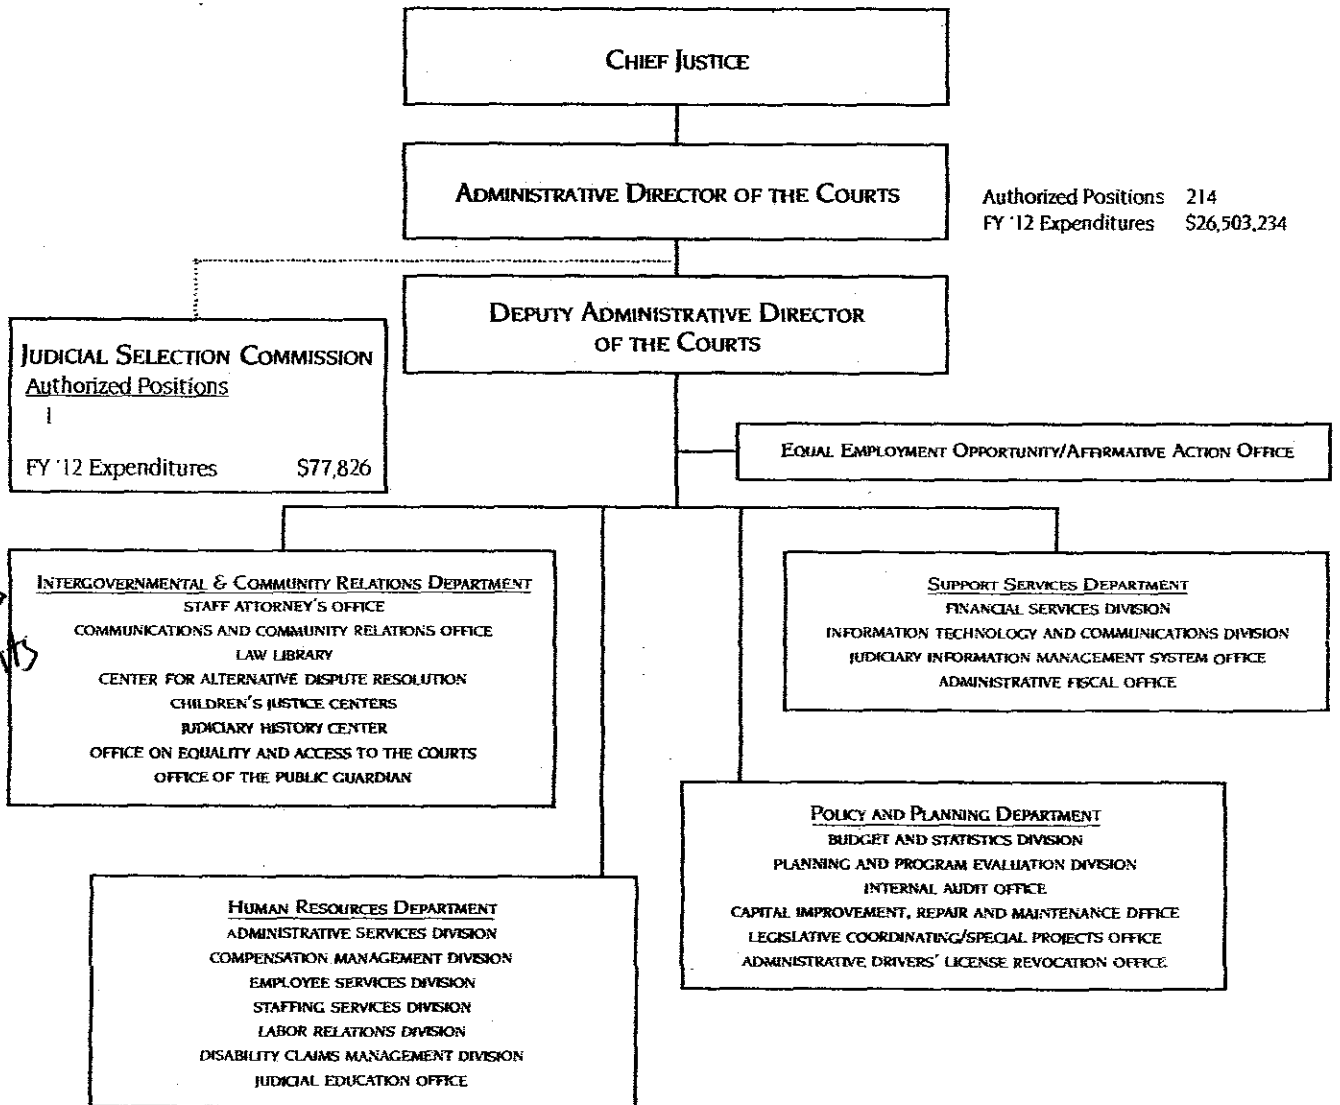 CHIEF JUSTICE
ADMINISTRATIVE DIRECTOR OF THE COURTS
Authorized Positions 214
FY '12 Expenditures $26,503,234
DEPUTY ADMINISTRATIVE DIRECTOR
OF THE COURTS
JUDICIAL SELECTION COMMISSION
Authorized Positions
1
FY '12 Expenditures $77,826
EQUAL EMPLOYMENT OPPORTUNITY/AFFIRMATIVE ACTION OFFICE
INTERGOVERNMENTAL & COMMUNITY RELATIONS DEPARTMENT
STAFF ATTORNEY'S OFFICE
COMMUNICATIONS AND COMMUNITY RELATIONS OFFICE
LAW LIBRARY
CENTER FOR ALTERNATIVE DISPUTE RESOLUTION
CHILDREN'S JUSTICE CENTERS
JUDICIARY HISTORY CENTER
OFFICE ON EQUALITY AND ACCESS TO THE COURTS
OFFICE OF THE PUBLIC GUARDIAN
SUPPORT SERVICES DEPARTMENT
FINANCIAL SERVICES DIVISION
INFORMATION TECHNOLOGY AND COMMUNICATIONS DIVISION
JUDICIARY INFORMATION MANAGEMENT SYSTEM OFFICE
ADMINISTRATIVE FISCAL OFFICE
POLICY AND PLANNING DEPARTMENT
BUDGET AND STATISTICS DIVISION
PLANNING AND PROGRAM EVALUATION DIVISION
INTERNAL AUDIT OFFICE
CAPITAL IMPROVEMENT, REPAIR AND MAINTENANCE OFFICE
LEGISLATIVE COORDINATING/SPECIAL PROJECTS OFFICE
ADMINISTRATIVE DRIVERS' LICENSE REVOCATION OFFICE
HUMAN RESOURCES DEPARTMENT
ADMINISTRATIVE SERVICES DIVISION
COMPENSATION MANAGEMENT DIVISION
EMPLOYEE SERVICES DIVISION
STAFFING SERVICES DIVISION
LABOR RELATIONS DIVISION
DISABILITY CLAIMS MANAGEMENT DIVISION
JUDICIAL EDUCATION OFFICE